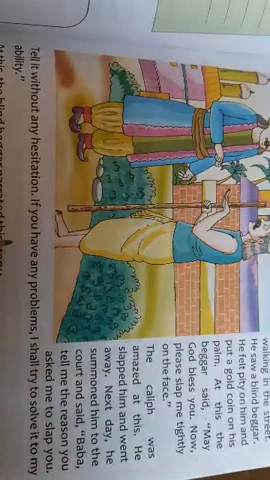 walking in the street.
He saw a blind beggar.
He felt pity on him and
put a gold coin on his
palm. At this the
beggar said, "May
God bless you. Now,
please slap me tightly
on the face."
The caliph was
amazed at this. He
slapped him and went
away. Next day, he
summoned him to the
court and said, "Baba,
tell me the reason you
asked me to slap you.
Tell it without any hesitation. If you have any problems, I shall try to solve it to my
ability."